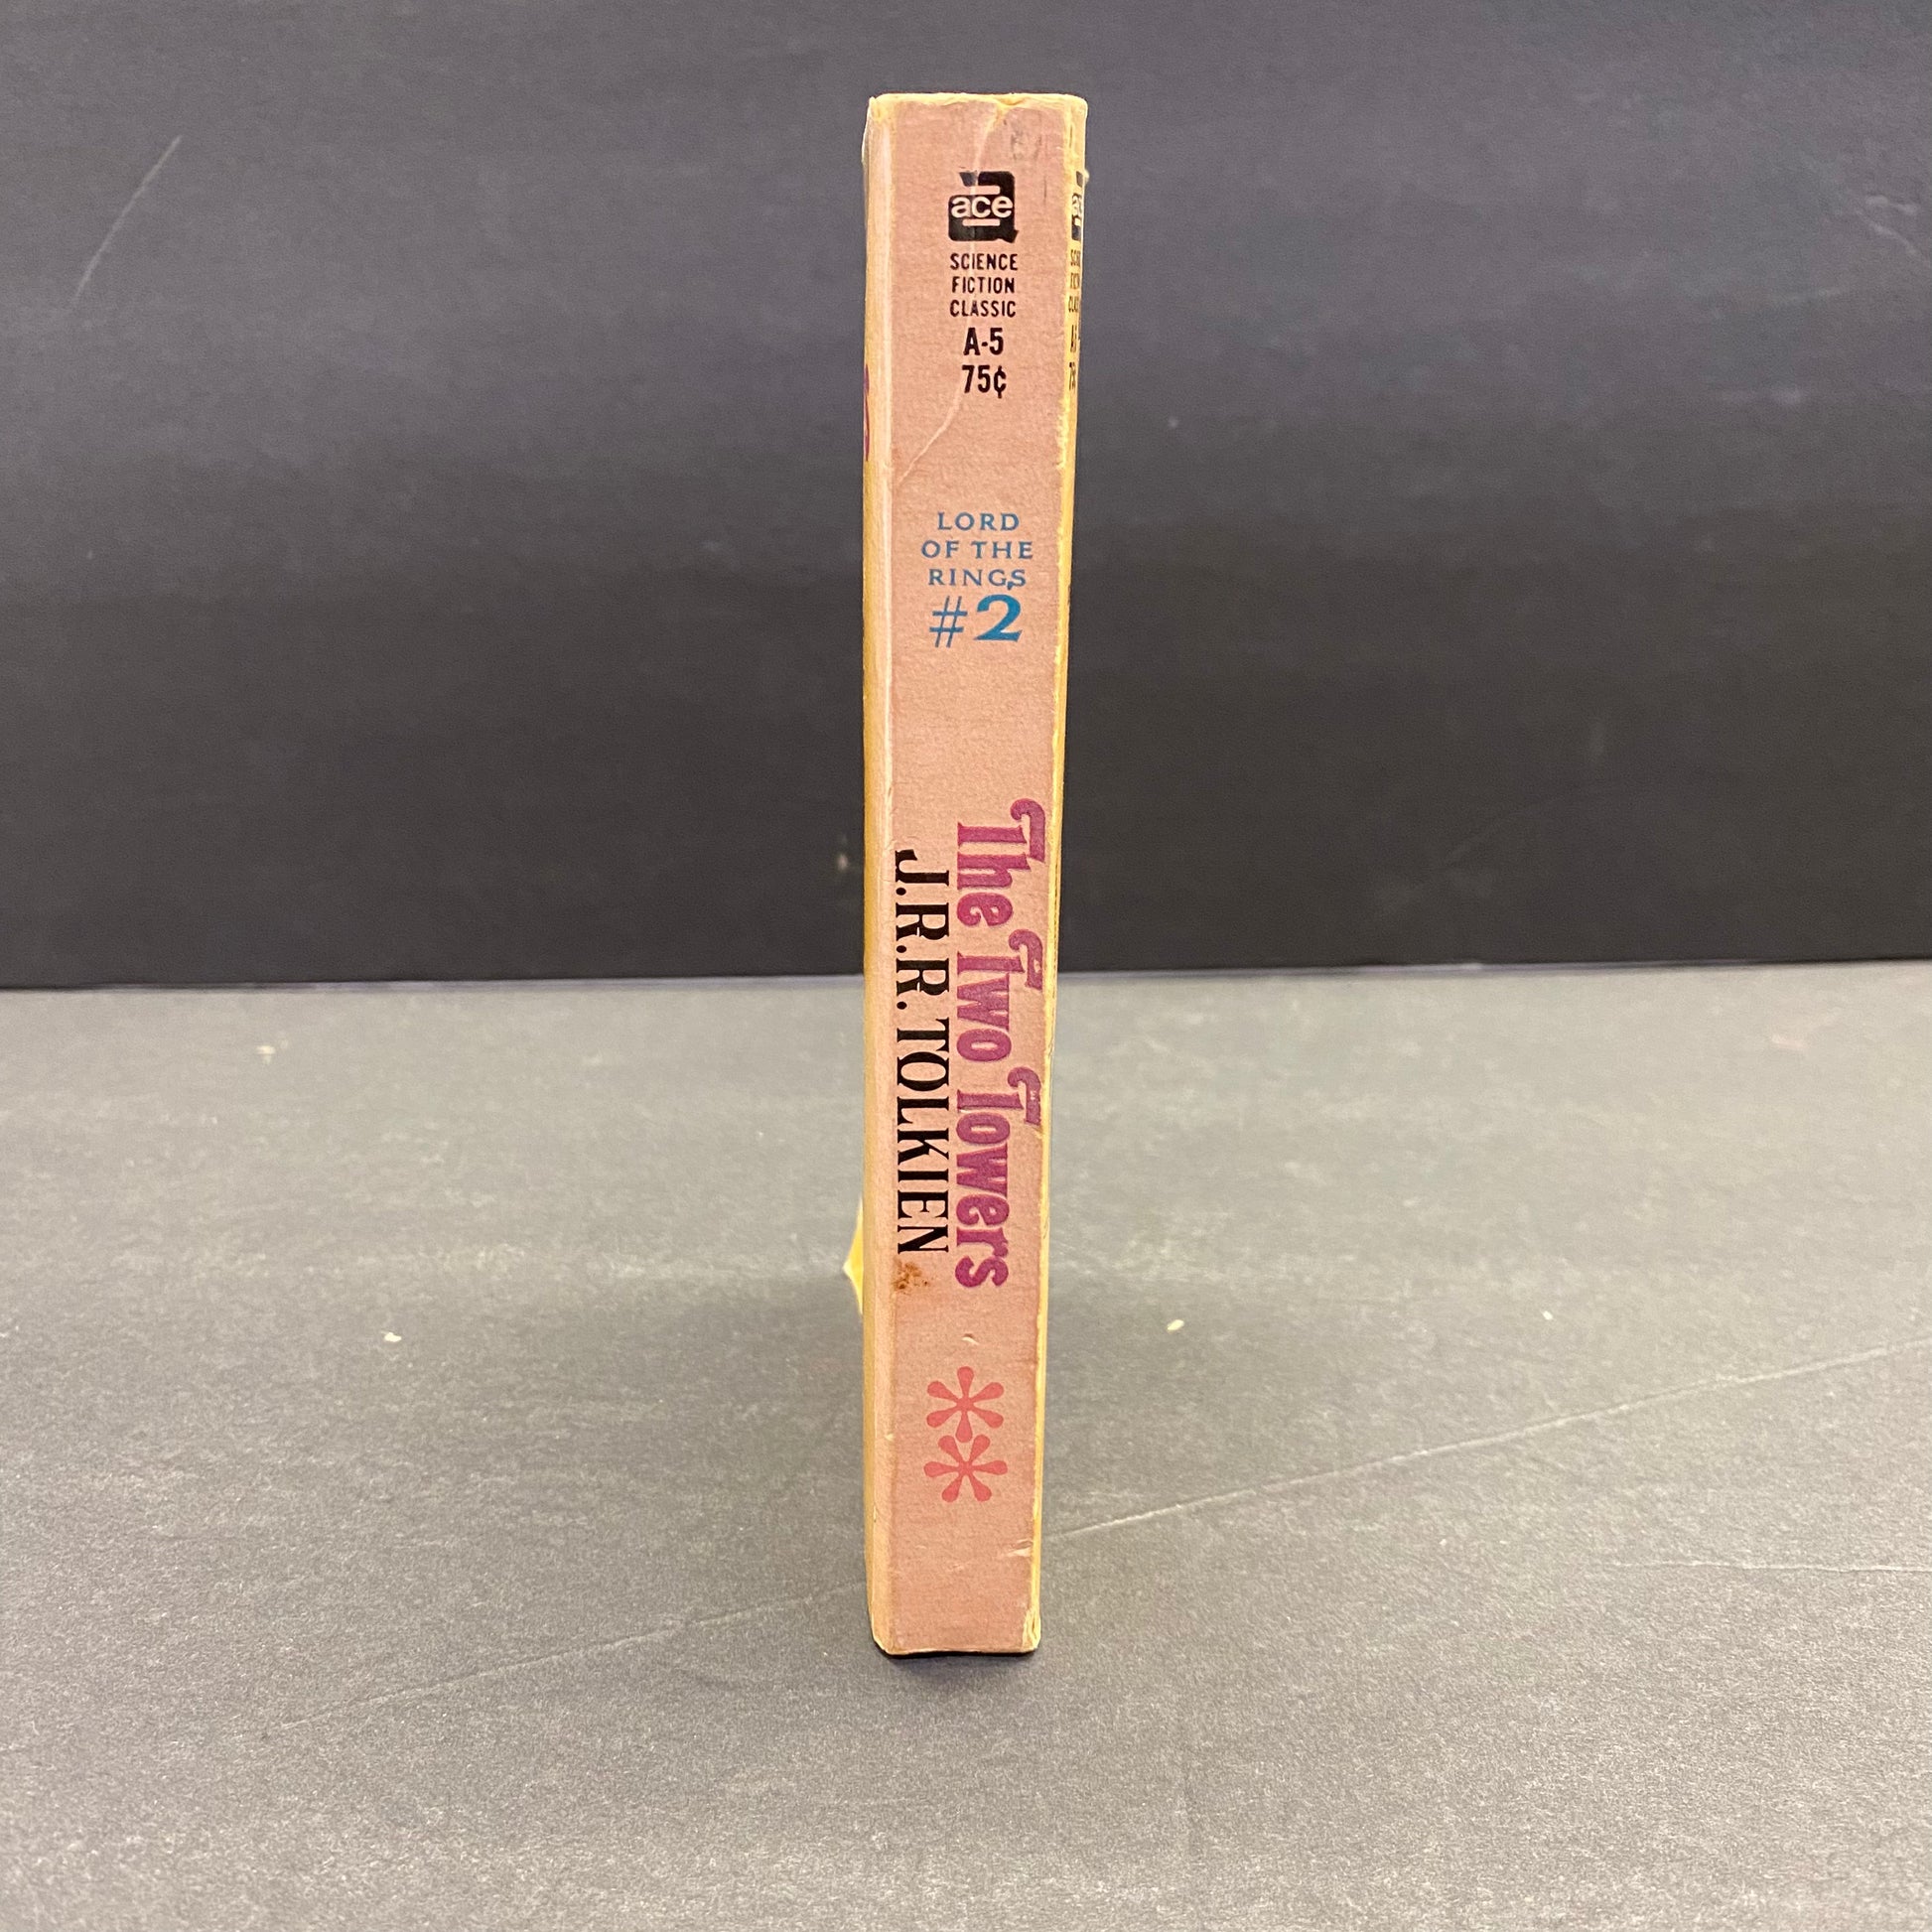 ace
SCIENCE
FICTION
CLASSIC
A-5
75¢
LORD
OF THE
RINGS
#2
The Two Towers
J.R.R. TOLKIEN